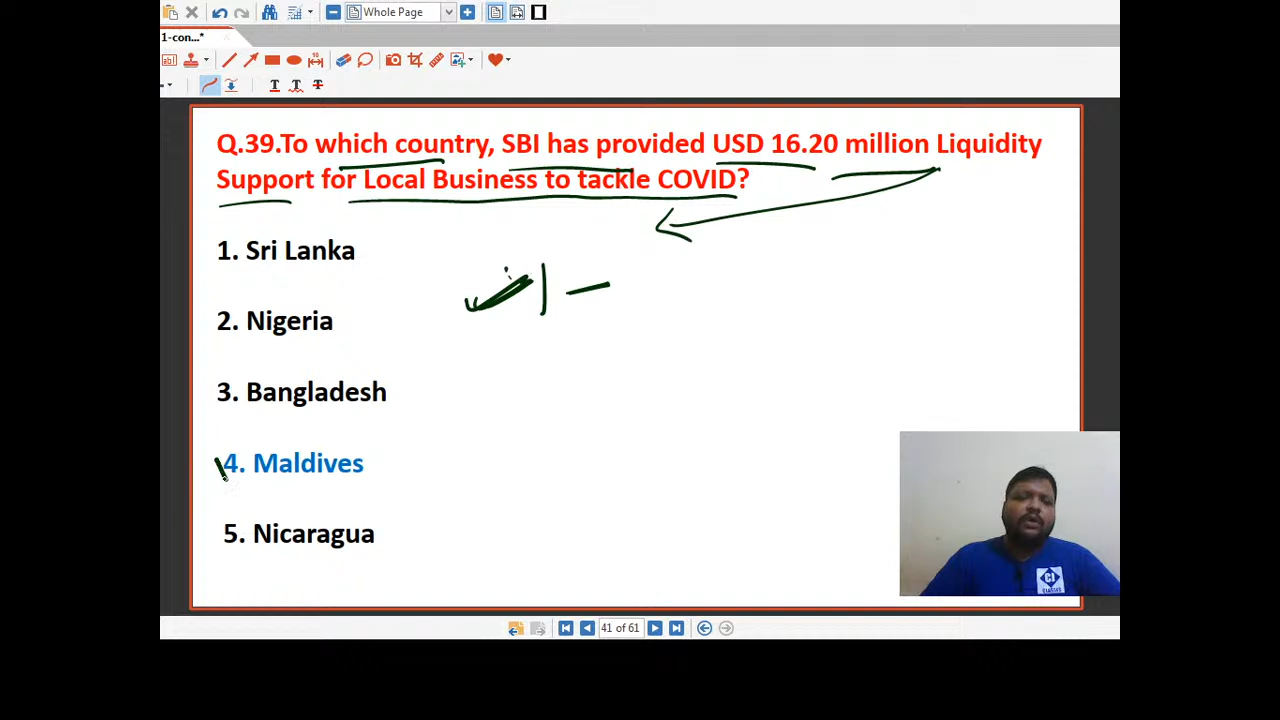 Whole Page
1-con...*
Q.39.To which country, SBI has provided USD 16.20 million Liquidity
Support for Local Business to tackle COVID?
1. Sri Lanka
2. Nigeria
3. Bangladesh
4. Maldives
5. Nicaragua
CLASSES
41 of 61